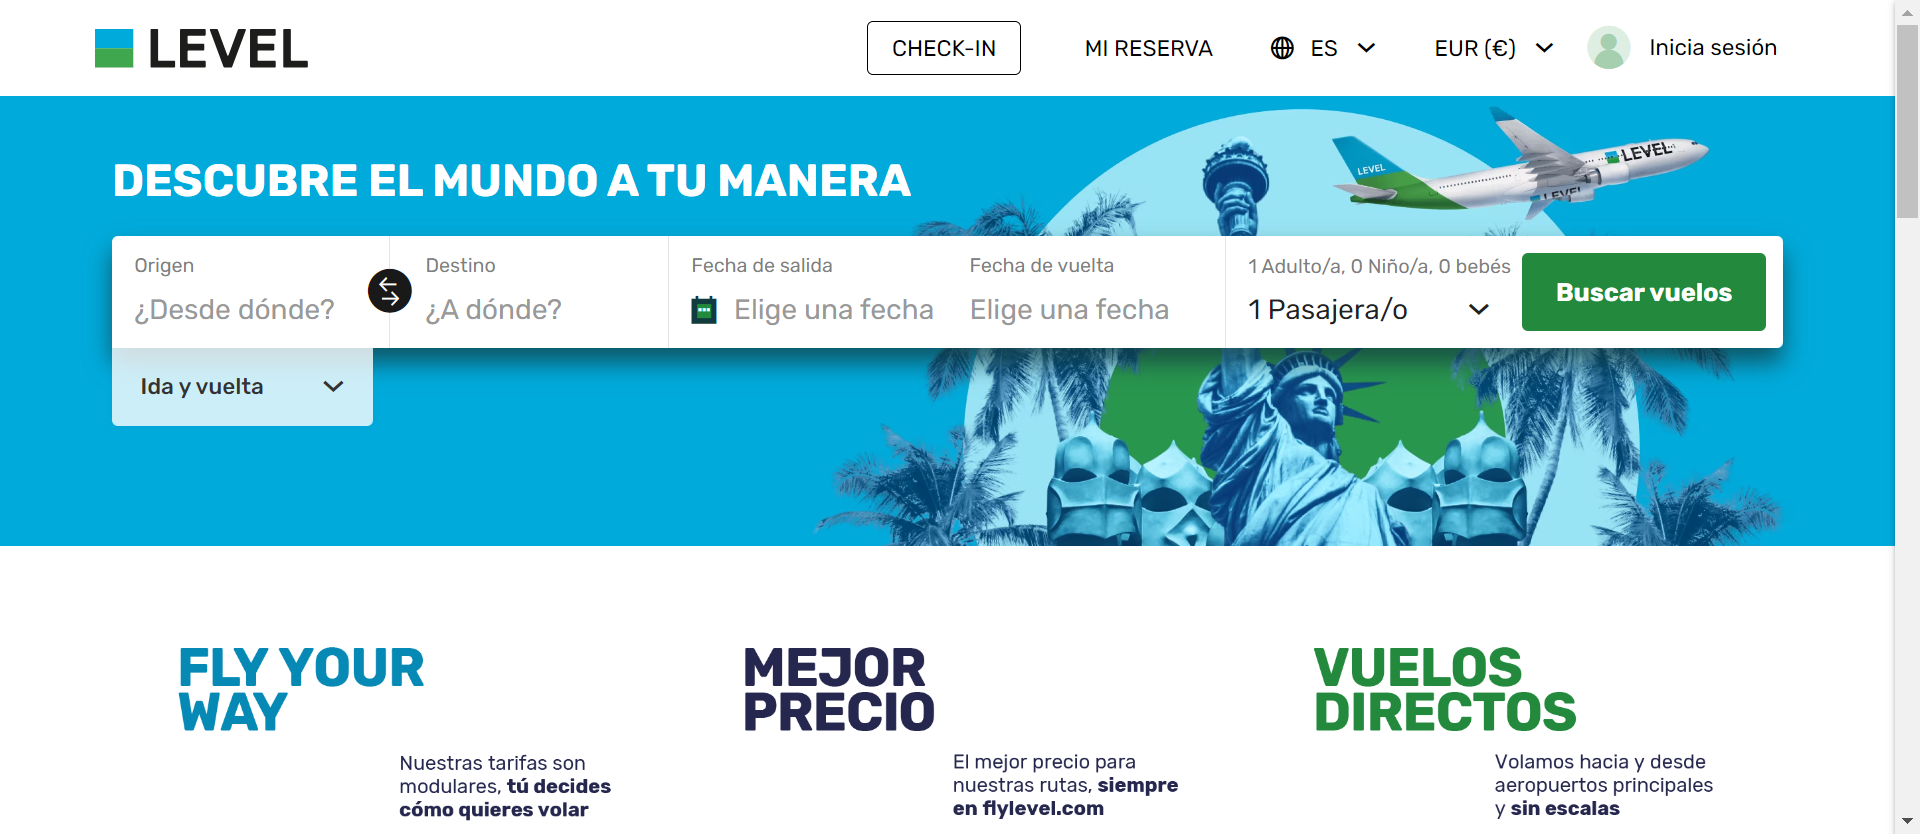 LEVEL
CHECK-IN
MI RESERVA
ES
EUR (€)
Inicia sesión
LEVEL
LEVEL
LEVEL
DESCUBRE EL MUNDO A TU MANERA
Origen
¿Desde dónde?
Destino
¿A dónde?
Fecha de salida
Elige una fecha
Fecha de vuelta
Elige una fecha
1 Adulto/a, 0 Niño/a, 0 bebés
1 Pasajera/o
Buscar vuelos
Ida y vuelta
FLY YOUR
WAY
Nuestras tarifas son
modulares, tú decides
cómo quieres volar
MEJOR
PRECIO
El mejor precio para
nuestras rutas, siempre
en flylevel.com
VUELOS
DIRECTOS
Volamos hacia y desde
aeropuertos principales
y sin escalas